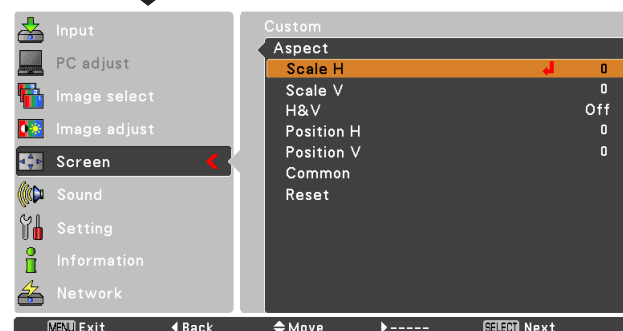 Input
PC adjust
Image select
Image adjust
Screen
Sound
Setting
Information
Network
Custom
Aspect
Scale H 0
Scale V 0
H&V Off
Position H 0
Position V 0
Common
Reset
MENU Exit Back Move ----- SELECT Next